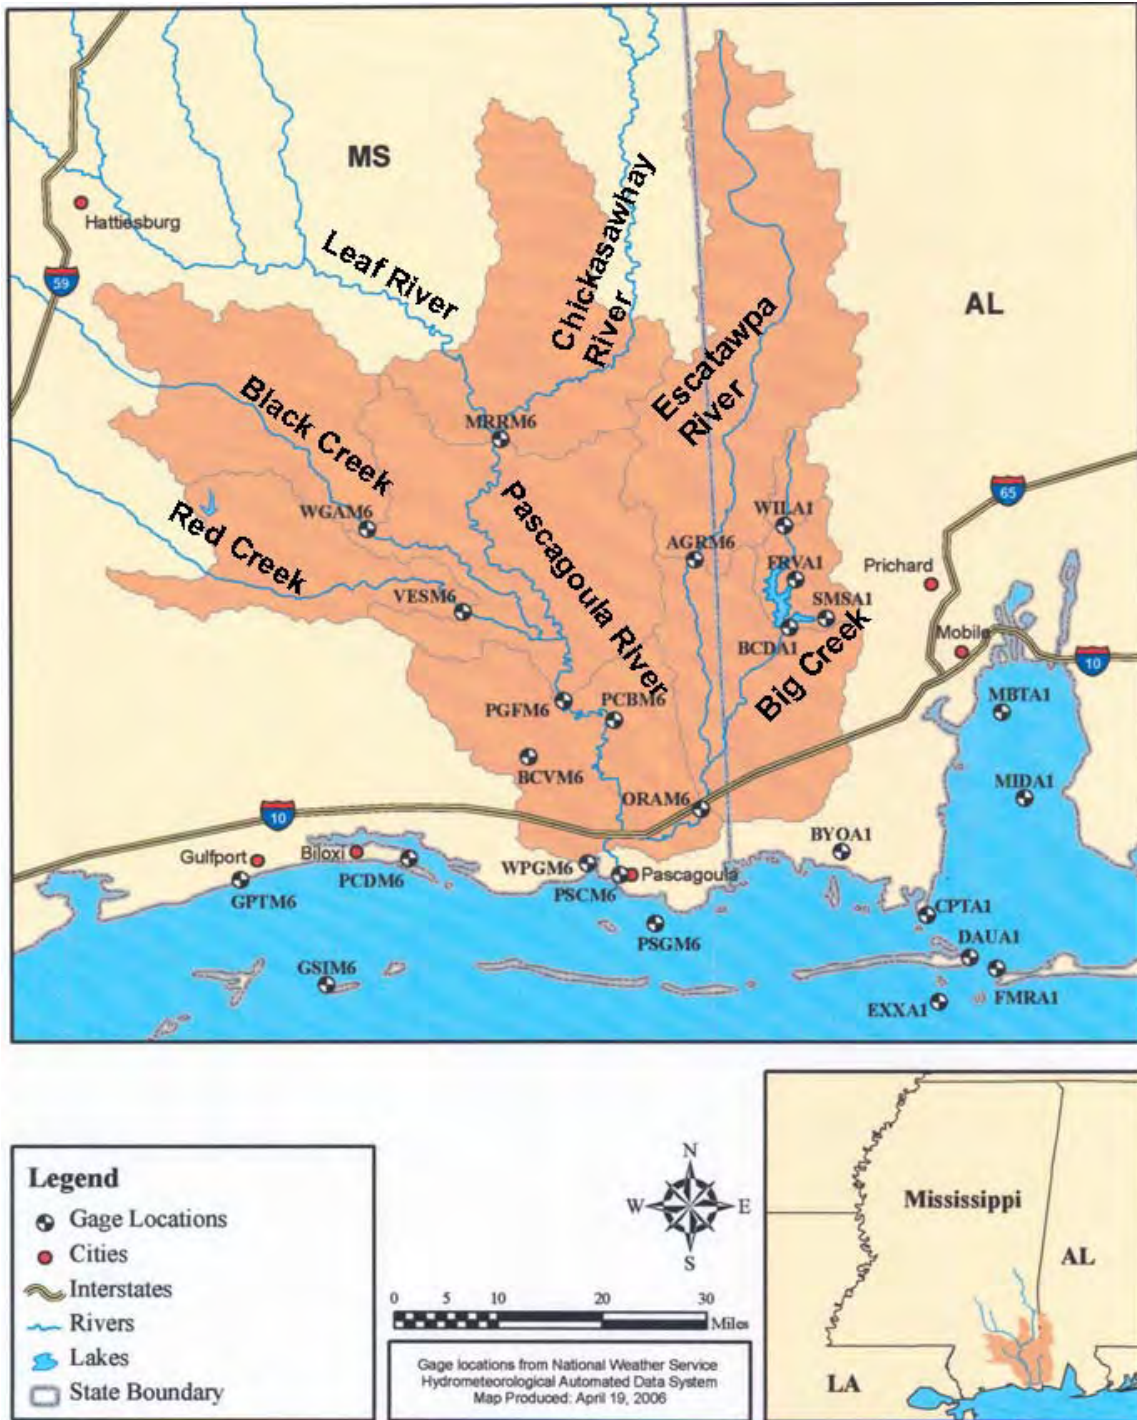 MS
AL
Hattiesburg
59
Leaf River
Chickasawhay
River
Escatawpa
River
Black Creek
MRRM6
Red Creek
WGAM6
Pascagoula River
65
WILA1
AGRM6
FRVA1
Prichard
VESM6
SMSA1
BCDA1
Mobile
10
Big Creek
PGFM6
PCBM6
MBTA1
BCVM6
MIDA1
ORAM6
10
BYOA1
Gulfport
Biloxi
PCDM6
WPGM6
Pascagoula
GPTM6
PSCM6
CPTA1
PSGM6
DAUA1
GSIM6
FMRA1
EXXA1
Legend
Gage Locations
Cities
Interstates
Rivers
Lakes
State Boundary
N
W
E
S
0 5 10 20 30
Miles
Gage locations from National Weather Service
Hydrometeorological Automated Data System
Map Produced: April 19, 2006
Mississippi
AL
LA